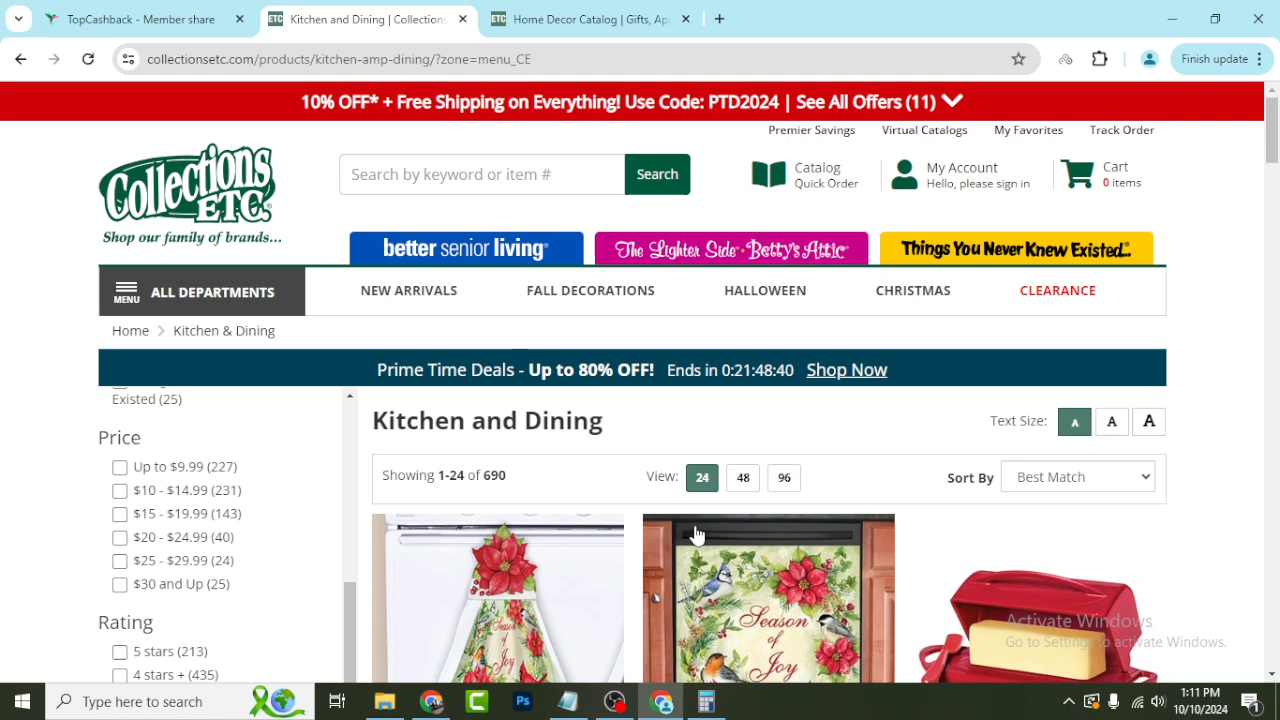 TopCashback - Members share
Kitchen and Dining | Collections
Home Decor Catalog | Gifts, App
collectionsetc.com/products/kitchen-amp-dining/?zone=menu_CE
Finish update
10% OFF* + Free Shipping on Everything! Use Code: PTD2024 | See All Offers (11)
Premier Savings Virtual Catalogs My Favorites Track Order
Collections ETC.
Shop our family of brands...
Search by keyword or item # Search
Catalog
Quick Order
My Account
Hello, please sign in
Cart
0 items
better senior living®
The Lighter Side® • Betty's Attic®
Things You Never Knew Existed...®
MENU ALL DEPARTMENTS NEW ARRIVALS FALL DECORATIONS HALLOWEEN CHRISTMAS CLEARANCE
Home Kitchen & Dining
Prime Time Deals - Up to 80% OFF! Ends in 0:21:48:40 Shop Now
Existed (25)
Price
Up to $9.99 (227)
$10 - $14.99 (231)
$15 - $19.99 (143)
$20 - $24.99 (40)
$25 - $29.99 (24)
$30 and Up (25)
Rating
5 stars (213)
4 stars + (435)
Kitchen and Dining
Text Size: A A A
Showing 1-24 of 690 View: 24 48 96 Sort By Best Match
Season
of
Joy
Season
of
Joy
Activate Windows
Go to Settings to activate Windows.
Type here to search
Ps
1:11 PM
10/10/2024
1